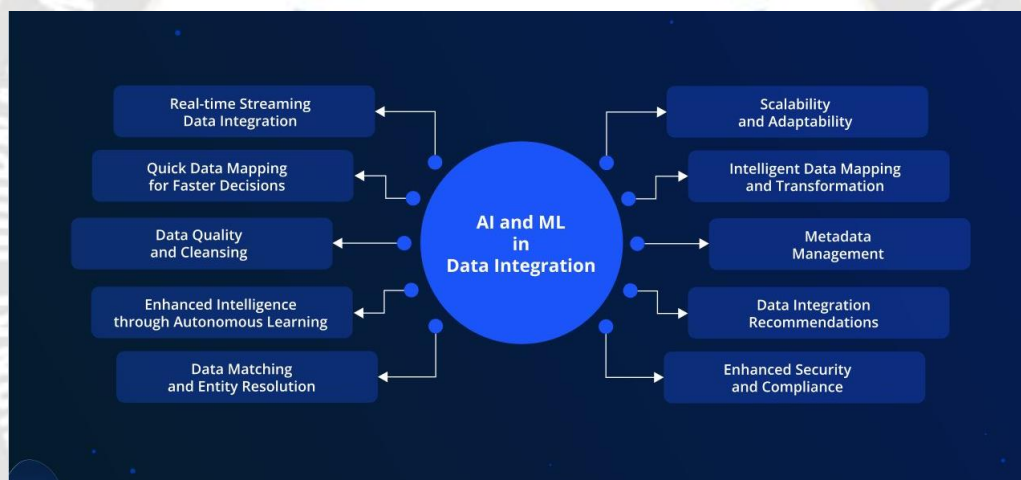 Real-time Streaming
Data Integration
Quick Data Mapping
for Faster Decisions
Data Quality
and Cleansing
Enhanced Intelligence
through Autonomous Learning
Data Matching
and Entity Resolution
AI and ML
in
Data Integration
Scalability
and Adaptability
Intelligent Data Mapping
and Transformation
Metadata
Management
Data Integration
Recommendations
Enhanced Security
and Compliance